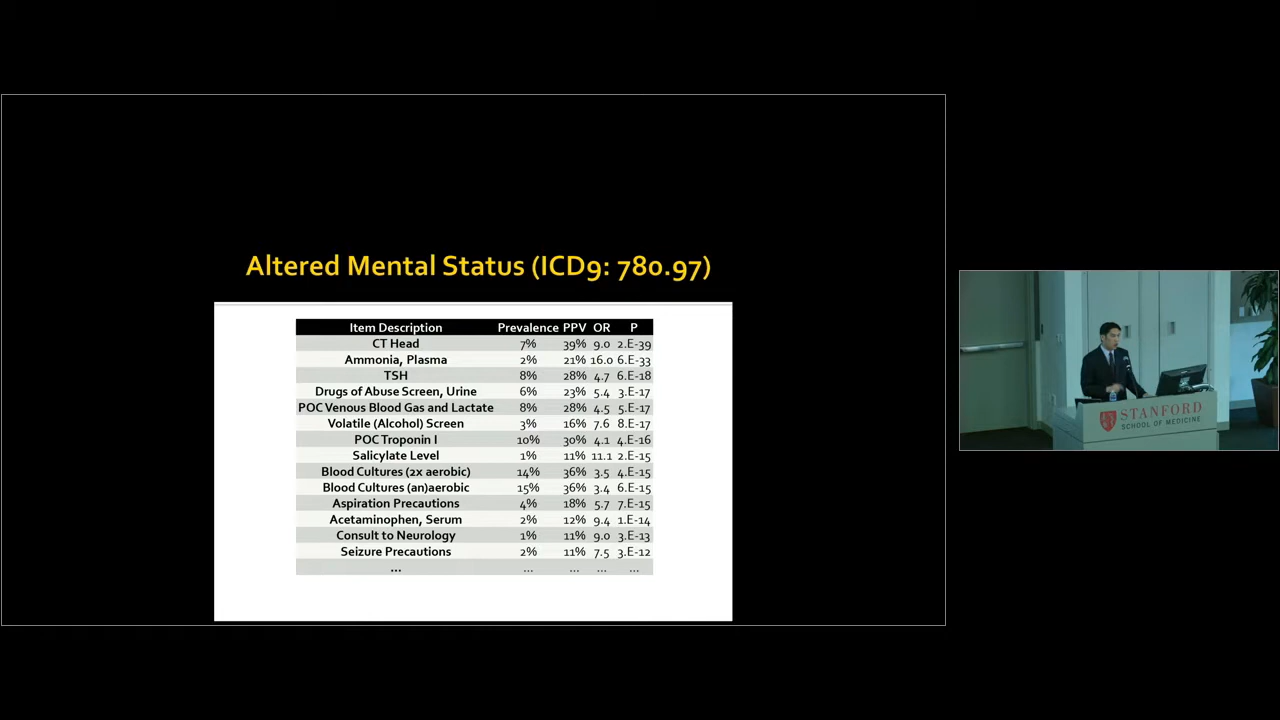 Altered Mental Status (ICD9: 780.97)
Item Description Prevalence PPV OR P
CT Head 7% 39% 9.0 2.E-39
Ammonia, Plasma 2% 21% 16.0 6.E-33
TSH 8% 28% 4.7 6.E-18
Drugs of Abuse Screen, Urine 6% 23% 5.4 3.E-17
POC Venous Blood Gas and Lactate 8% 28% 4.5 5.E-17
Volatile (Alcohol) Screen 3% 16% 7.6 8.E-17
POC Troponin I 10% 30% 4.1 4.E-16
Salicylate Level 1% 11% 11.1 2.E-15
Blood Cultures (2x aerobic) 14% 36% 3.5 4.E-15
Blood Cultures (an)aerobic 15% 36% 3.4 6.E-15
Aspiration Precautions 4% 18% 5.7 7.E-15
Acetaminophen, Serum 2% 12% 9.4 1.E-14
Consult to Neurology 1% 11% 9.0 3.E-13
Seizure Precautions 2% 11% 7.5 3.E-12
... ... ... ... ...
STANFORD
SCHOOL OF MEDICINE